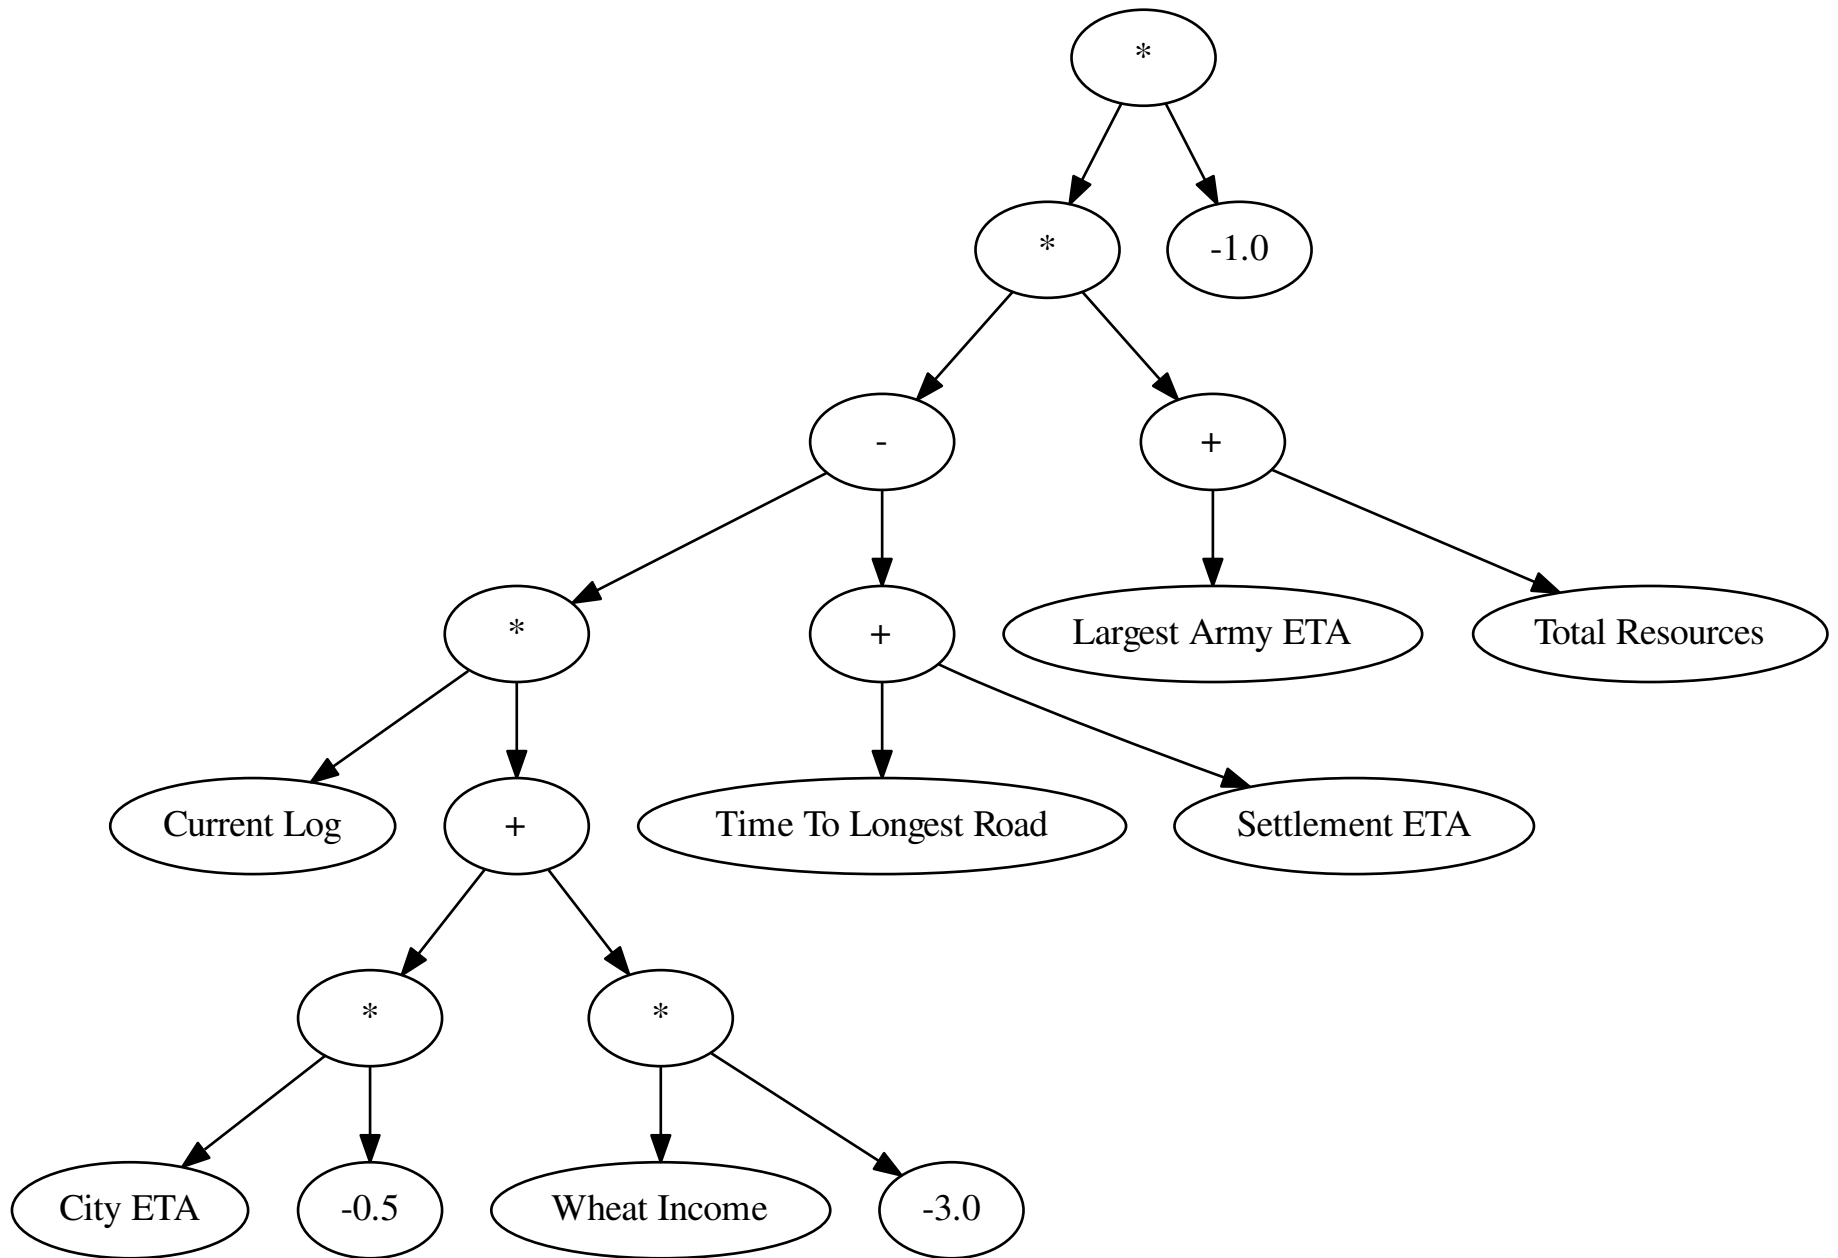 *
*
-1.0
-
+
*
+
Largest Army ETA
Total Resources
Current Log
+
Time To Longest Road
Settlement ETA
*
*
City ETA
-0.5
Wheat Income
-3.0